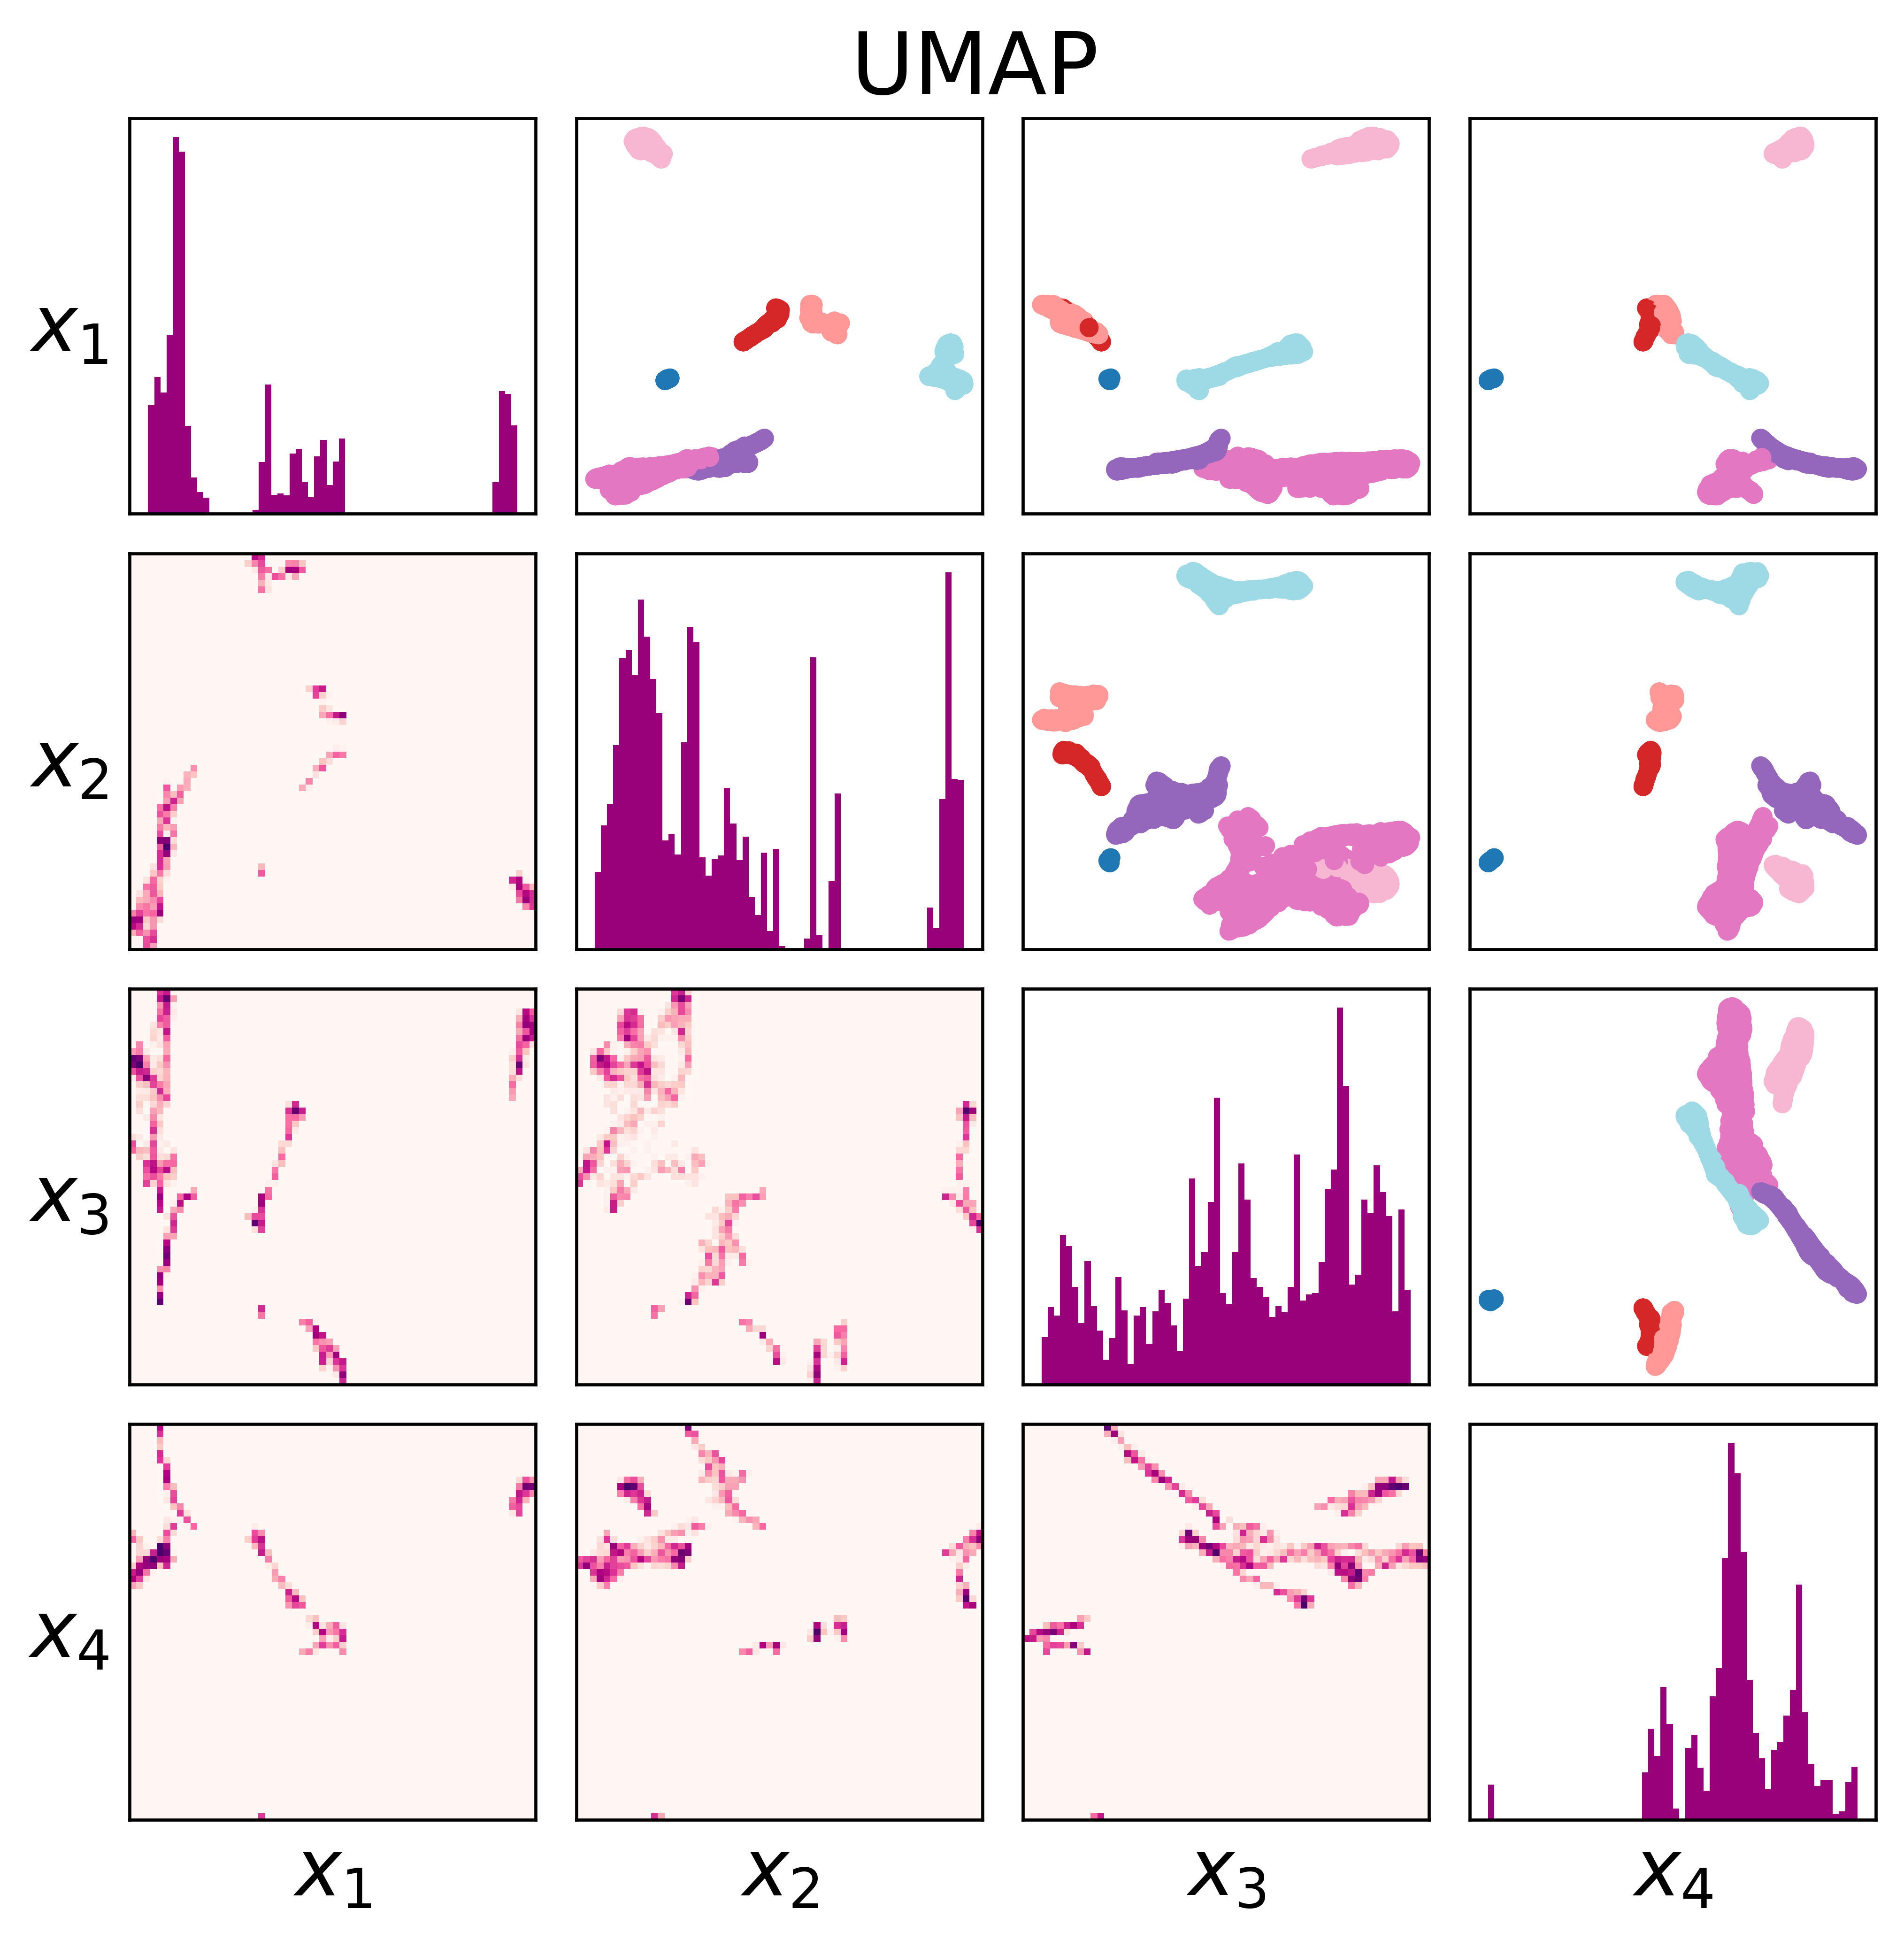 UMAP
x₁
x₂
x₃
x₄
x₁ x₂ x₃ x₄